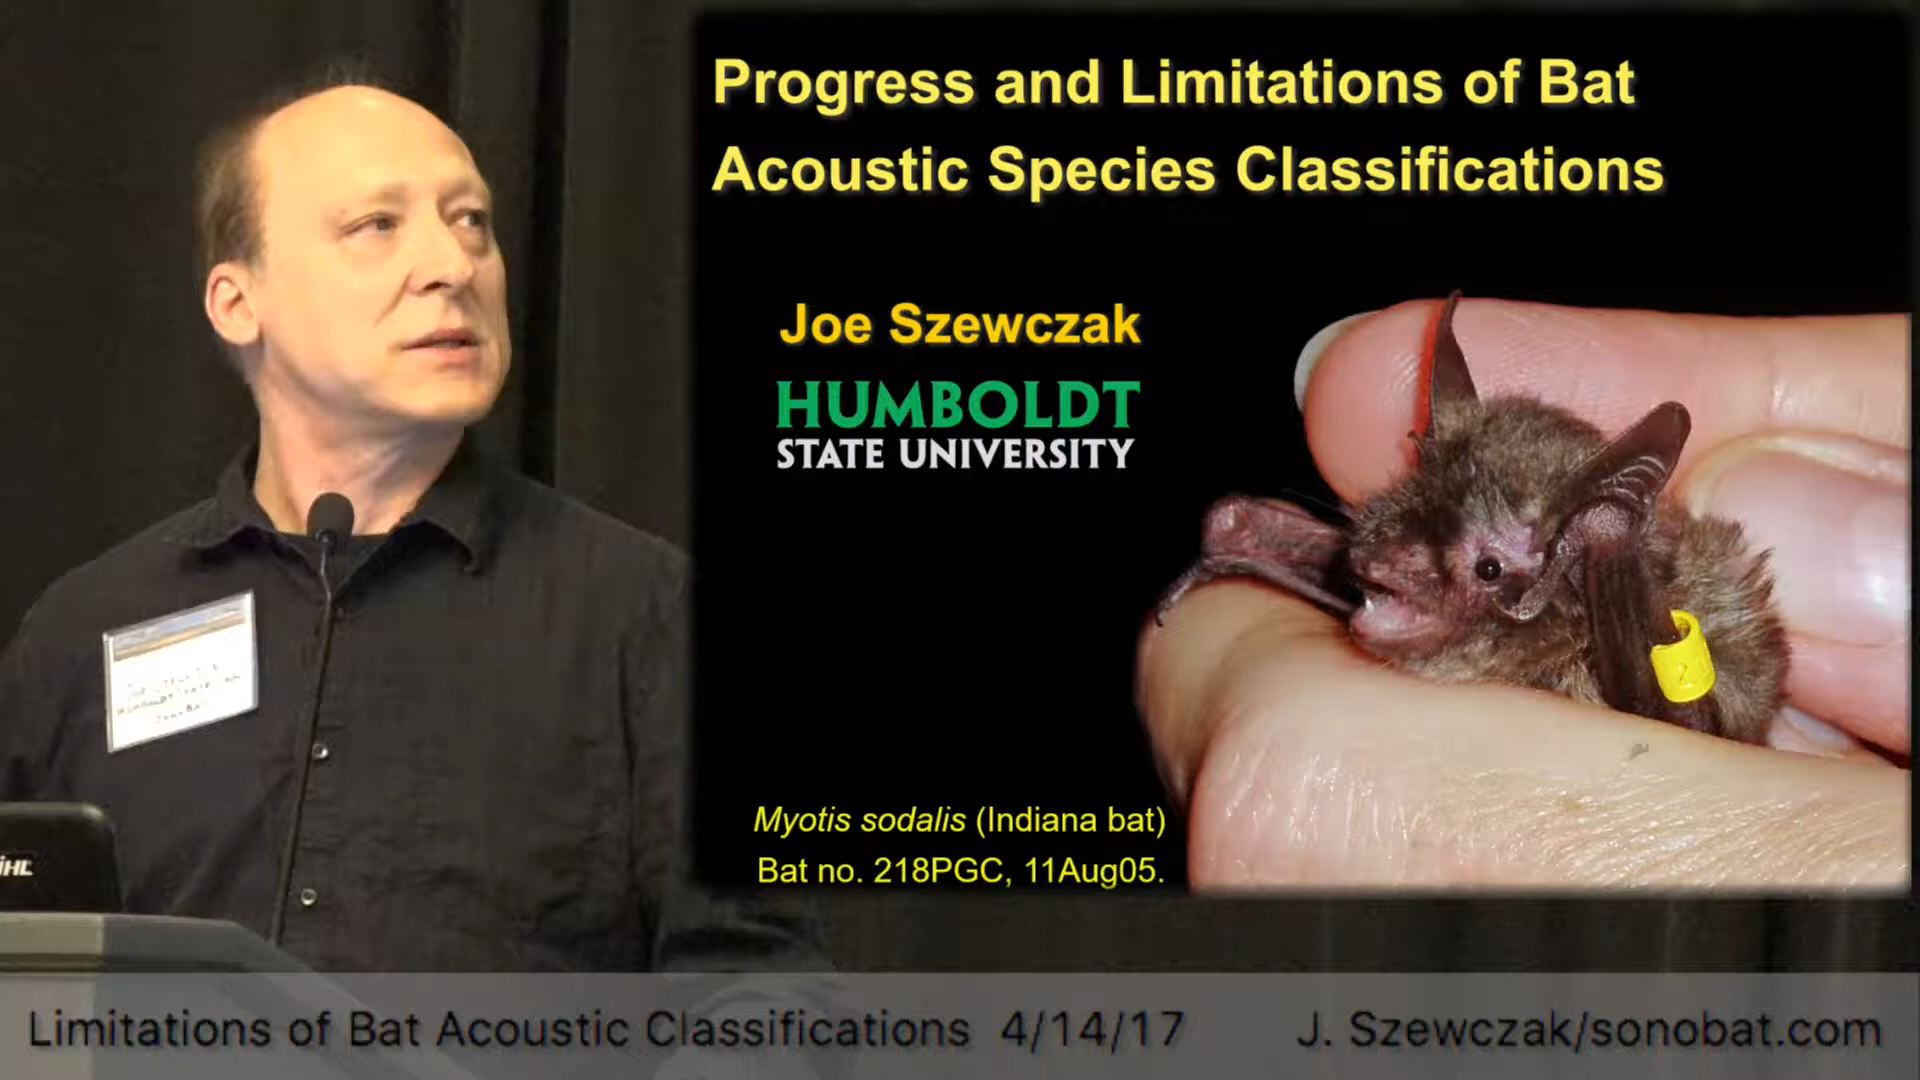 Progress and Limitations of Bat
Acoustic Species Classifications
Joe Szewczak
HUMBOLDT
STATE UNIVERSITY
2
Myotis sodalis (Indiana bat)
Bat no. 218PGC, 11Aug05.
Limitations of Bat Acoustic Classifications 4/14/17
J. Szewczak/sonobat.com